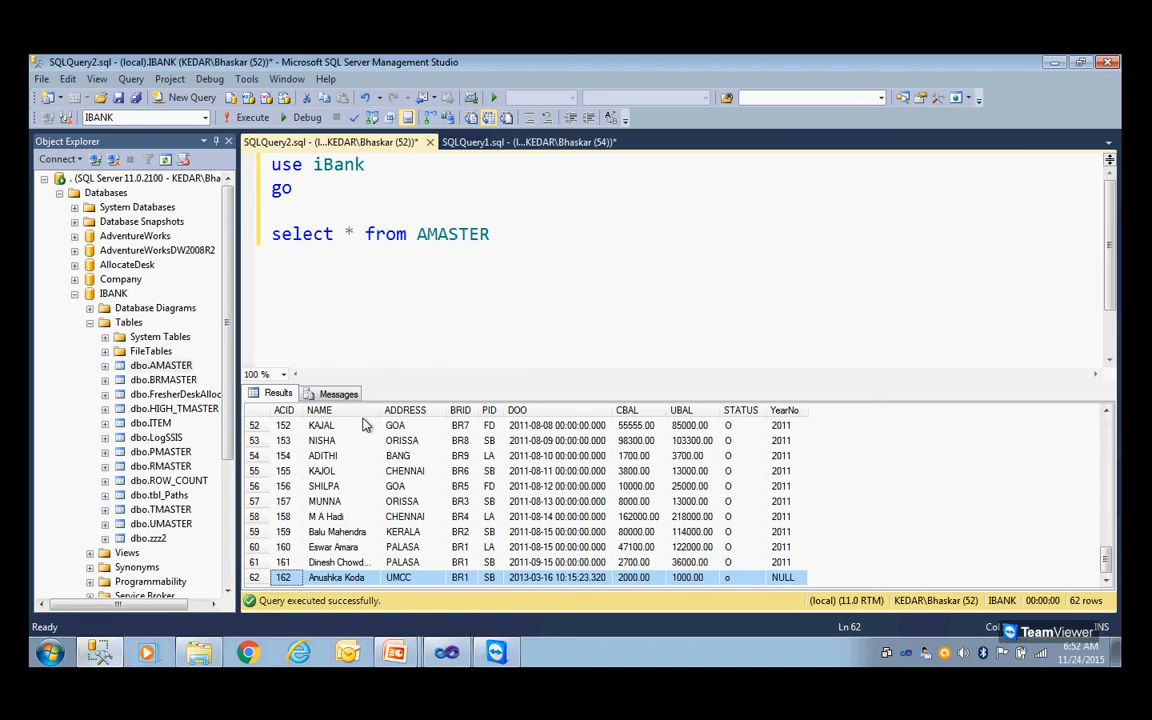 SQLQuery2.sql - (local).IBANK (KEDAR\Bhaskar (52))* - Microsoft SQL Server Management Studio
File Edit View Query Project Debug Tools Window Help
New Query
IBANK Execute Debug
Object Explorer
SQLQuery2.sql - (l...KEDAR\Bhaskar (52))* SQLQuery1.sql - (l...KEDAR\Bhaskar (54))*
Connect
. (SQL Server 11.0.2100 - KEDAR\Bha
Databases
System Databases
Database Snapshots
AdventureWorks
AdventureWorksDW2008R2
AllocateDesk
Company
IBANK
Database Diagrams
Tables
System Tables
FileTables
dbo.AMASTER
dbo.BRMASTER
dbo.FresherDeskAlloc
dbo.HIGH_TMASTER
dbo.ITEM
dbo.LogSSIS
dbo.PMASTER
dbo.RMASTER
dbo.ROW_COUNT
dbo.tbl_Paths
dbo.TMASTER
dbo.UMASTER
dbo.zzz2
Views
Synonyms
Programmability
Service Broker
use iBank
go
select * from AMASTER
100 %
Results Messages
ACID NAME ADDRESS BRID PID DOO CBAL UBAL STATUS YearNo
52 152 KAJAL GOA BR7 FD 2011-08-08 00:00:00.000 55555.00 85000.00 O 2011
53 153 NISHA ORISSA BR8 SB 2011-08-09 00:00:00.000 98300.00 103300.00 O 2011
54 154 ADITHI BANG BR9 LA 2011-08-10 00:00:00.000 1700.00 3700.00 O 2011
55 155 KAJOL CHENNAI BR6 SB 2011-08-11 00:00:00.000 3800.00 13000.00 O 2011
56 156 SHILPA GOA BR5 FD 2011-08-12 00:00:00.000 10000.00 25000.00 O 2011
57 157 MUNNA ORISSA BR3 SB 2011-08-13 00:00:00.000 8000.00 13000.00 O 2011
58 158 M A Hadi CHENNAI BR4 LA 2011-08-14 00:00:00.000 162000.00 218000.00 O 2011
59 159 Balu Mahendra KERALA BR2 SB 2011-08-15 00:00:00.000 80000.00 114000.00 O 2011
60 160 Eswar Amara PALASA BR1 LA 2011-08-15 00:00:00.000 47100.00 122000.00 O 2011
61 161 Dinesh Chowd... PALASA BR1 SB 2011-09-15 00:00:00.000 2700.00 36000.00 O 2011
62 162 Anushka Koda UMCC BR1 SB 2013-03-16 10:15:23.320 2000.00 1000.00 o NULL
Query executed successfully. (local) (11.0 RTM) KEDAR\Bhaskar (52) IBANK 00:00:00 62 rows
Ready Ln 62 INS
TeamViewer
6:52 AM
11/24/2015